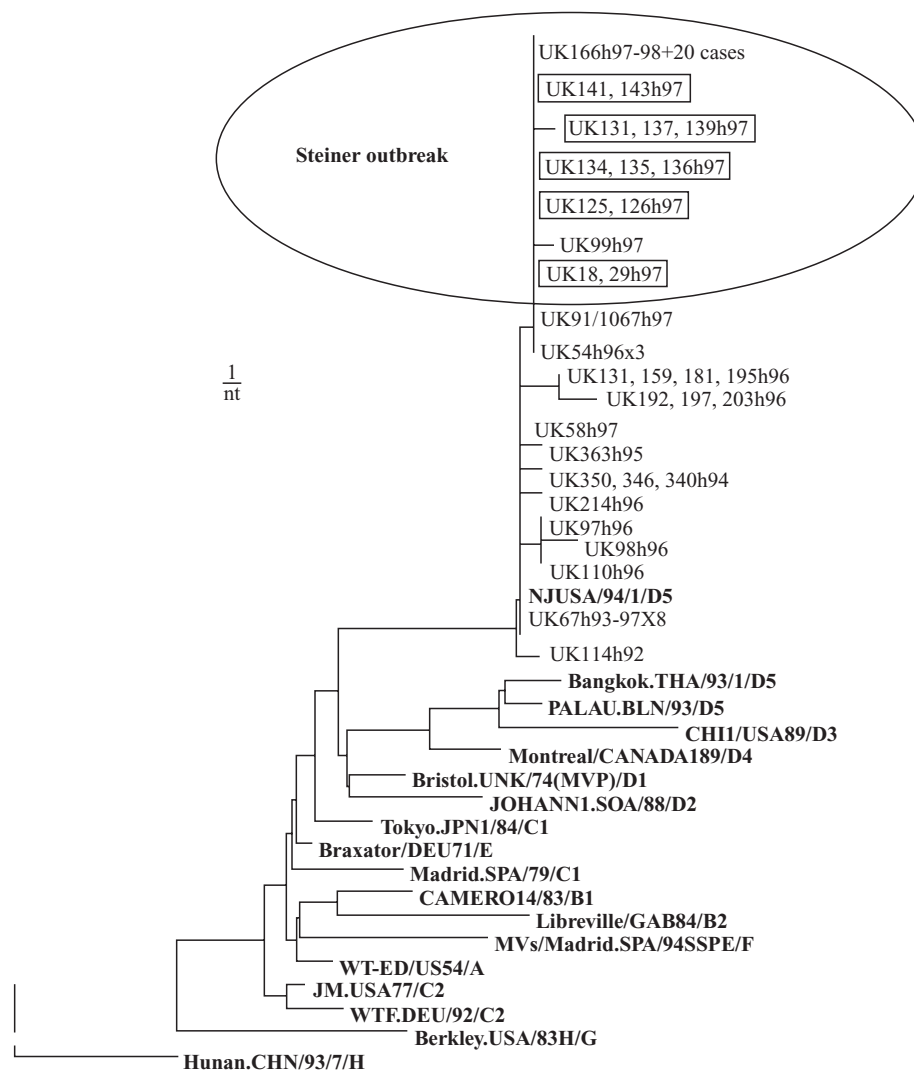 UK166h97-98+20 cases
UK141, 143h97
UK131, 137, 139h97
Steiner outbreak
UK134, 135, 136h97
UK125, 126h97
UK99h97
UK18, 29h97
UK91/1067h97
UK54h96x3
1
nt
UK131, 159, 181, 195h96
UK192, 197, 203h96
UK58h97
UK363h95
UK350, 346, 340h94
UK214h96
UK97h96
UK98h96
UK110h96
NJUSA/94/1/D5
UK67h93-97X8
UK114h92
Bangkok.THA/93/1/D5
PALAU.BLN/93/D5
CHI1/USA89/D3
Montreal/CANADA189/D4
Bristol.UNK/74(MVP)/D1
JOHANN1.SOA/88/D2
Tokyo.JPN1/84/C1
Braxator/DEU71/E
Madrid.SPA/79/C1
CAMERO14/83/B1
Libreville/GAB84/B2
MVs/Madrid.SPA/94SSPE/F
WT-ED/US54/A
JM.USA77/C2
WTF.DEU/92/C2
Berkley.USA/83H/G
Hunan.CHN/93/7/H